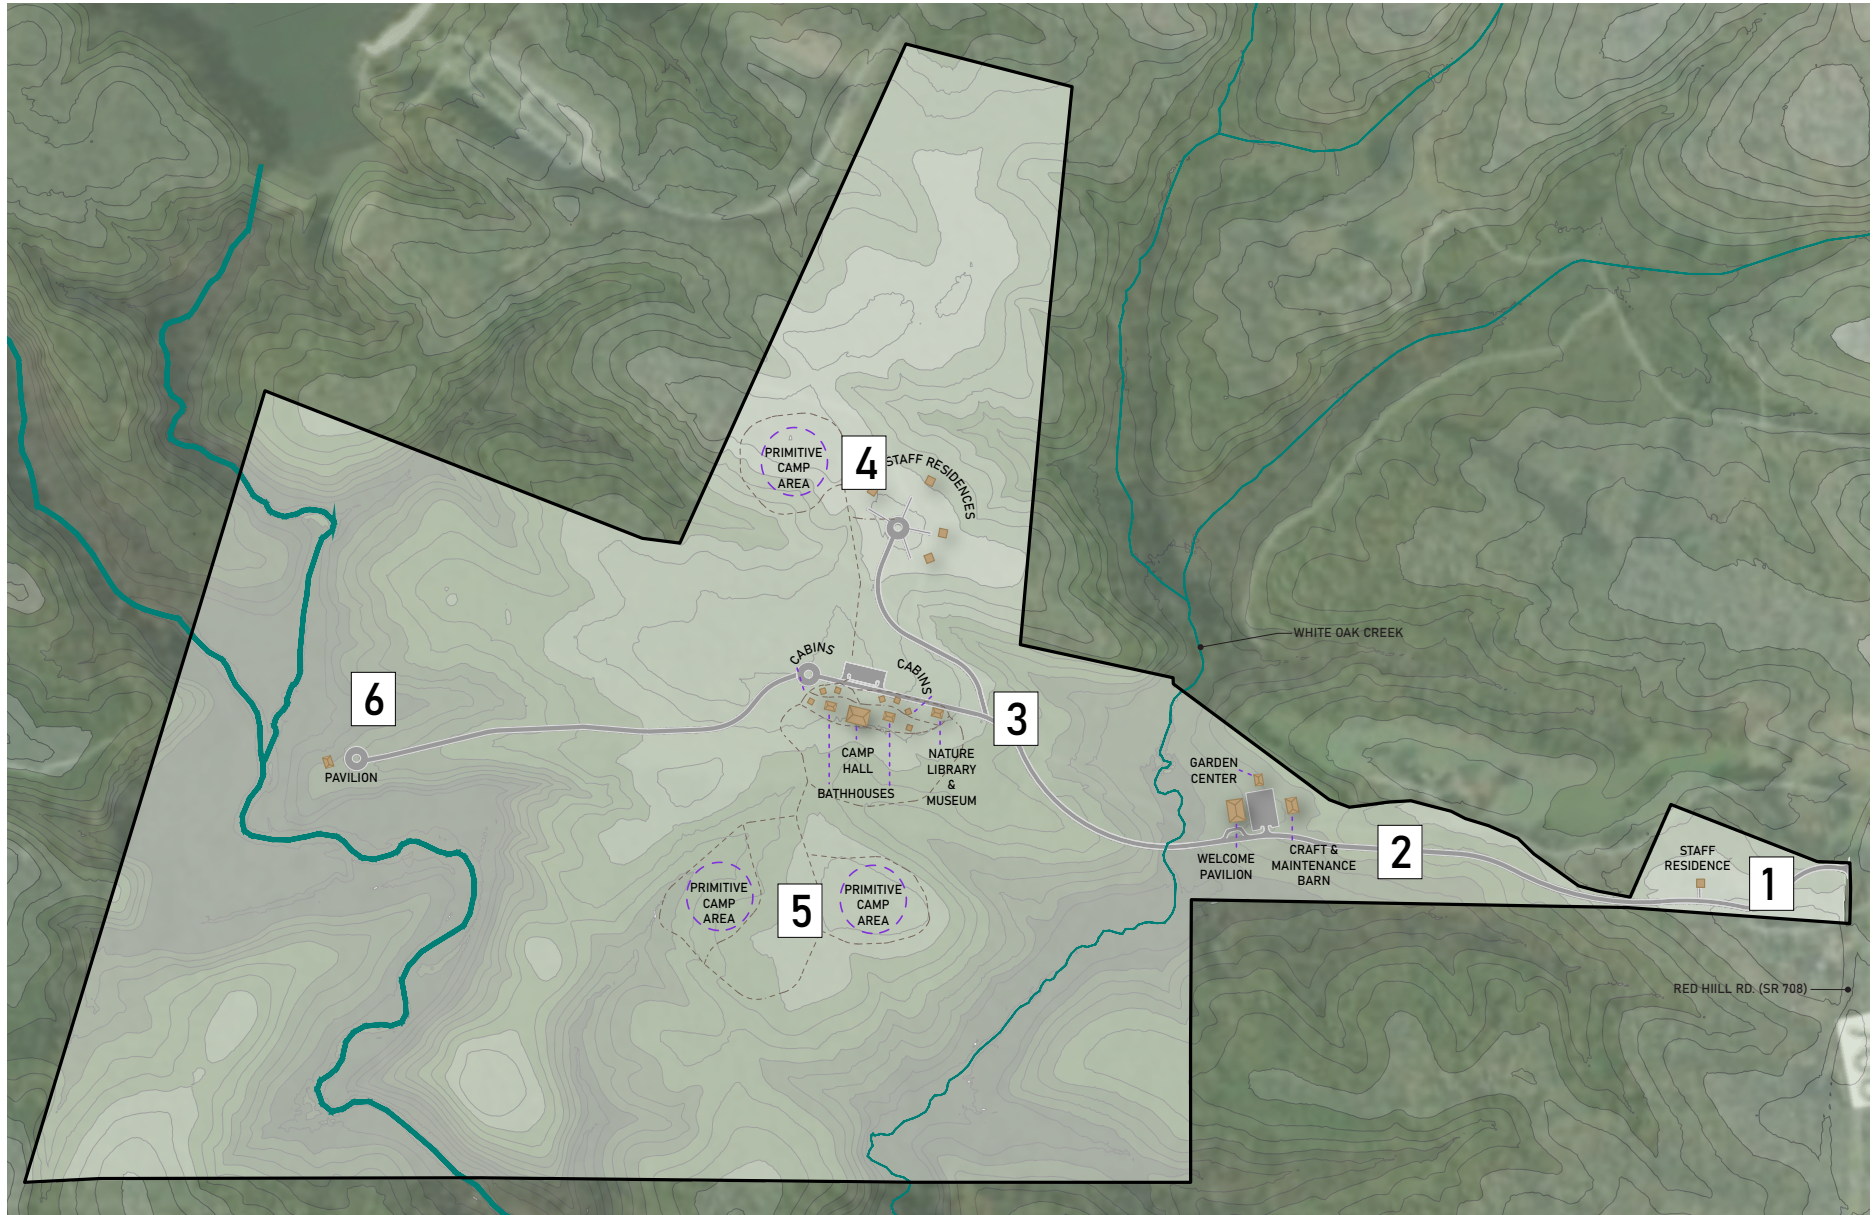 PRIMITIVE
CAMP
AREA
4
STAFF RESIDENCES
WHITE OAK CREEK
CABINS
CABINS
6
3
PAVILION
CAMP
HALL
NATURE
LIBRARY
&
MUSEUM
BATHHOUSES
GARDEN
CENTER
WELCOME
PAVILION
CRAFT &
MAINTENANCE
BARN
2
STAFF
RESIDENCE
1
PRIMITIVE
CAMP
AREA
5
PRIMITIVE
CAMP
AREA
RED HIILL RD. (SR 708)